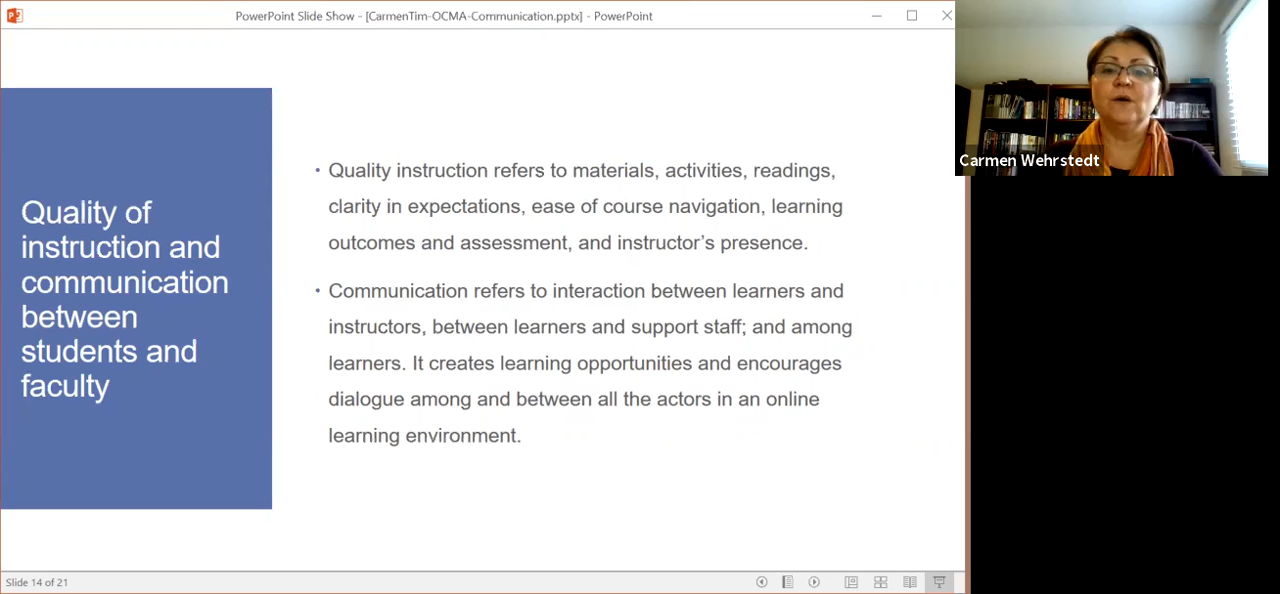 PowerPoint Slide Show - [CarmenTim-OCMA-Communication.pptx] - PowerPoint
Carmen Wehrstedt
Quality of
instruction and
communication
between
students and
faculty
• Quality instruction refers to materials, activities, readings,
clarity in expectations, ease of course navigation, learning
outcomes and assessment, and instructor's presence.
• Communication refers to interaction between learners and
instructors, between learners and support staff; and among
learners. It creates learning opportunities and encourages
dialogue among and between all the actors in an online
learning environment.
Slide 14 of 21